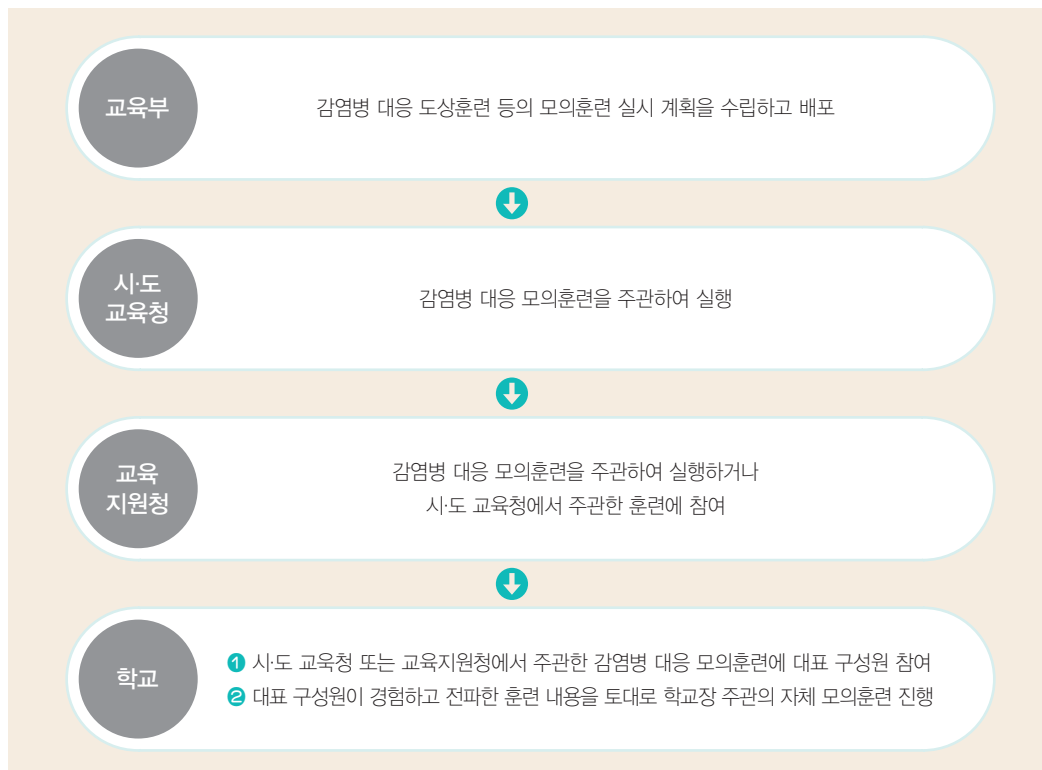 교육부
감염병 대응 도상훈련 등의 모의훈련 실시 계획을 수립하고 배포
시·도
교육청
감염병 대응 모의훈련을 주관하여 실행
교육
지원청
감염병 대응 모의훈련을 주관하여 실행하거나
시·도 교육청에서 주관한 훈련에 참여
학교
❶ 시·도 교욱청 또는 교육지원청에서 주관한 감염병 대응 모의훈련에 대표 구성원 참여
❷ 대표 구성원이 경험하고 전파한 훈련 내용을 토대로 학교장 주관의 자체 모의훈련 진행